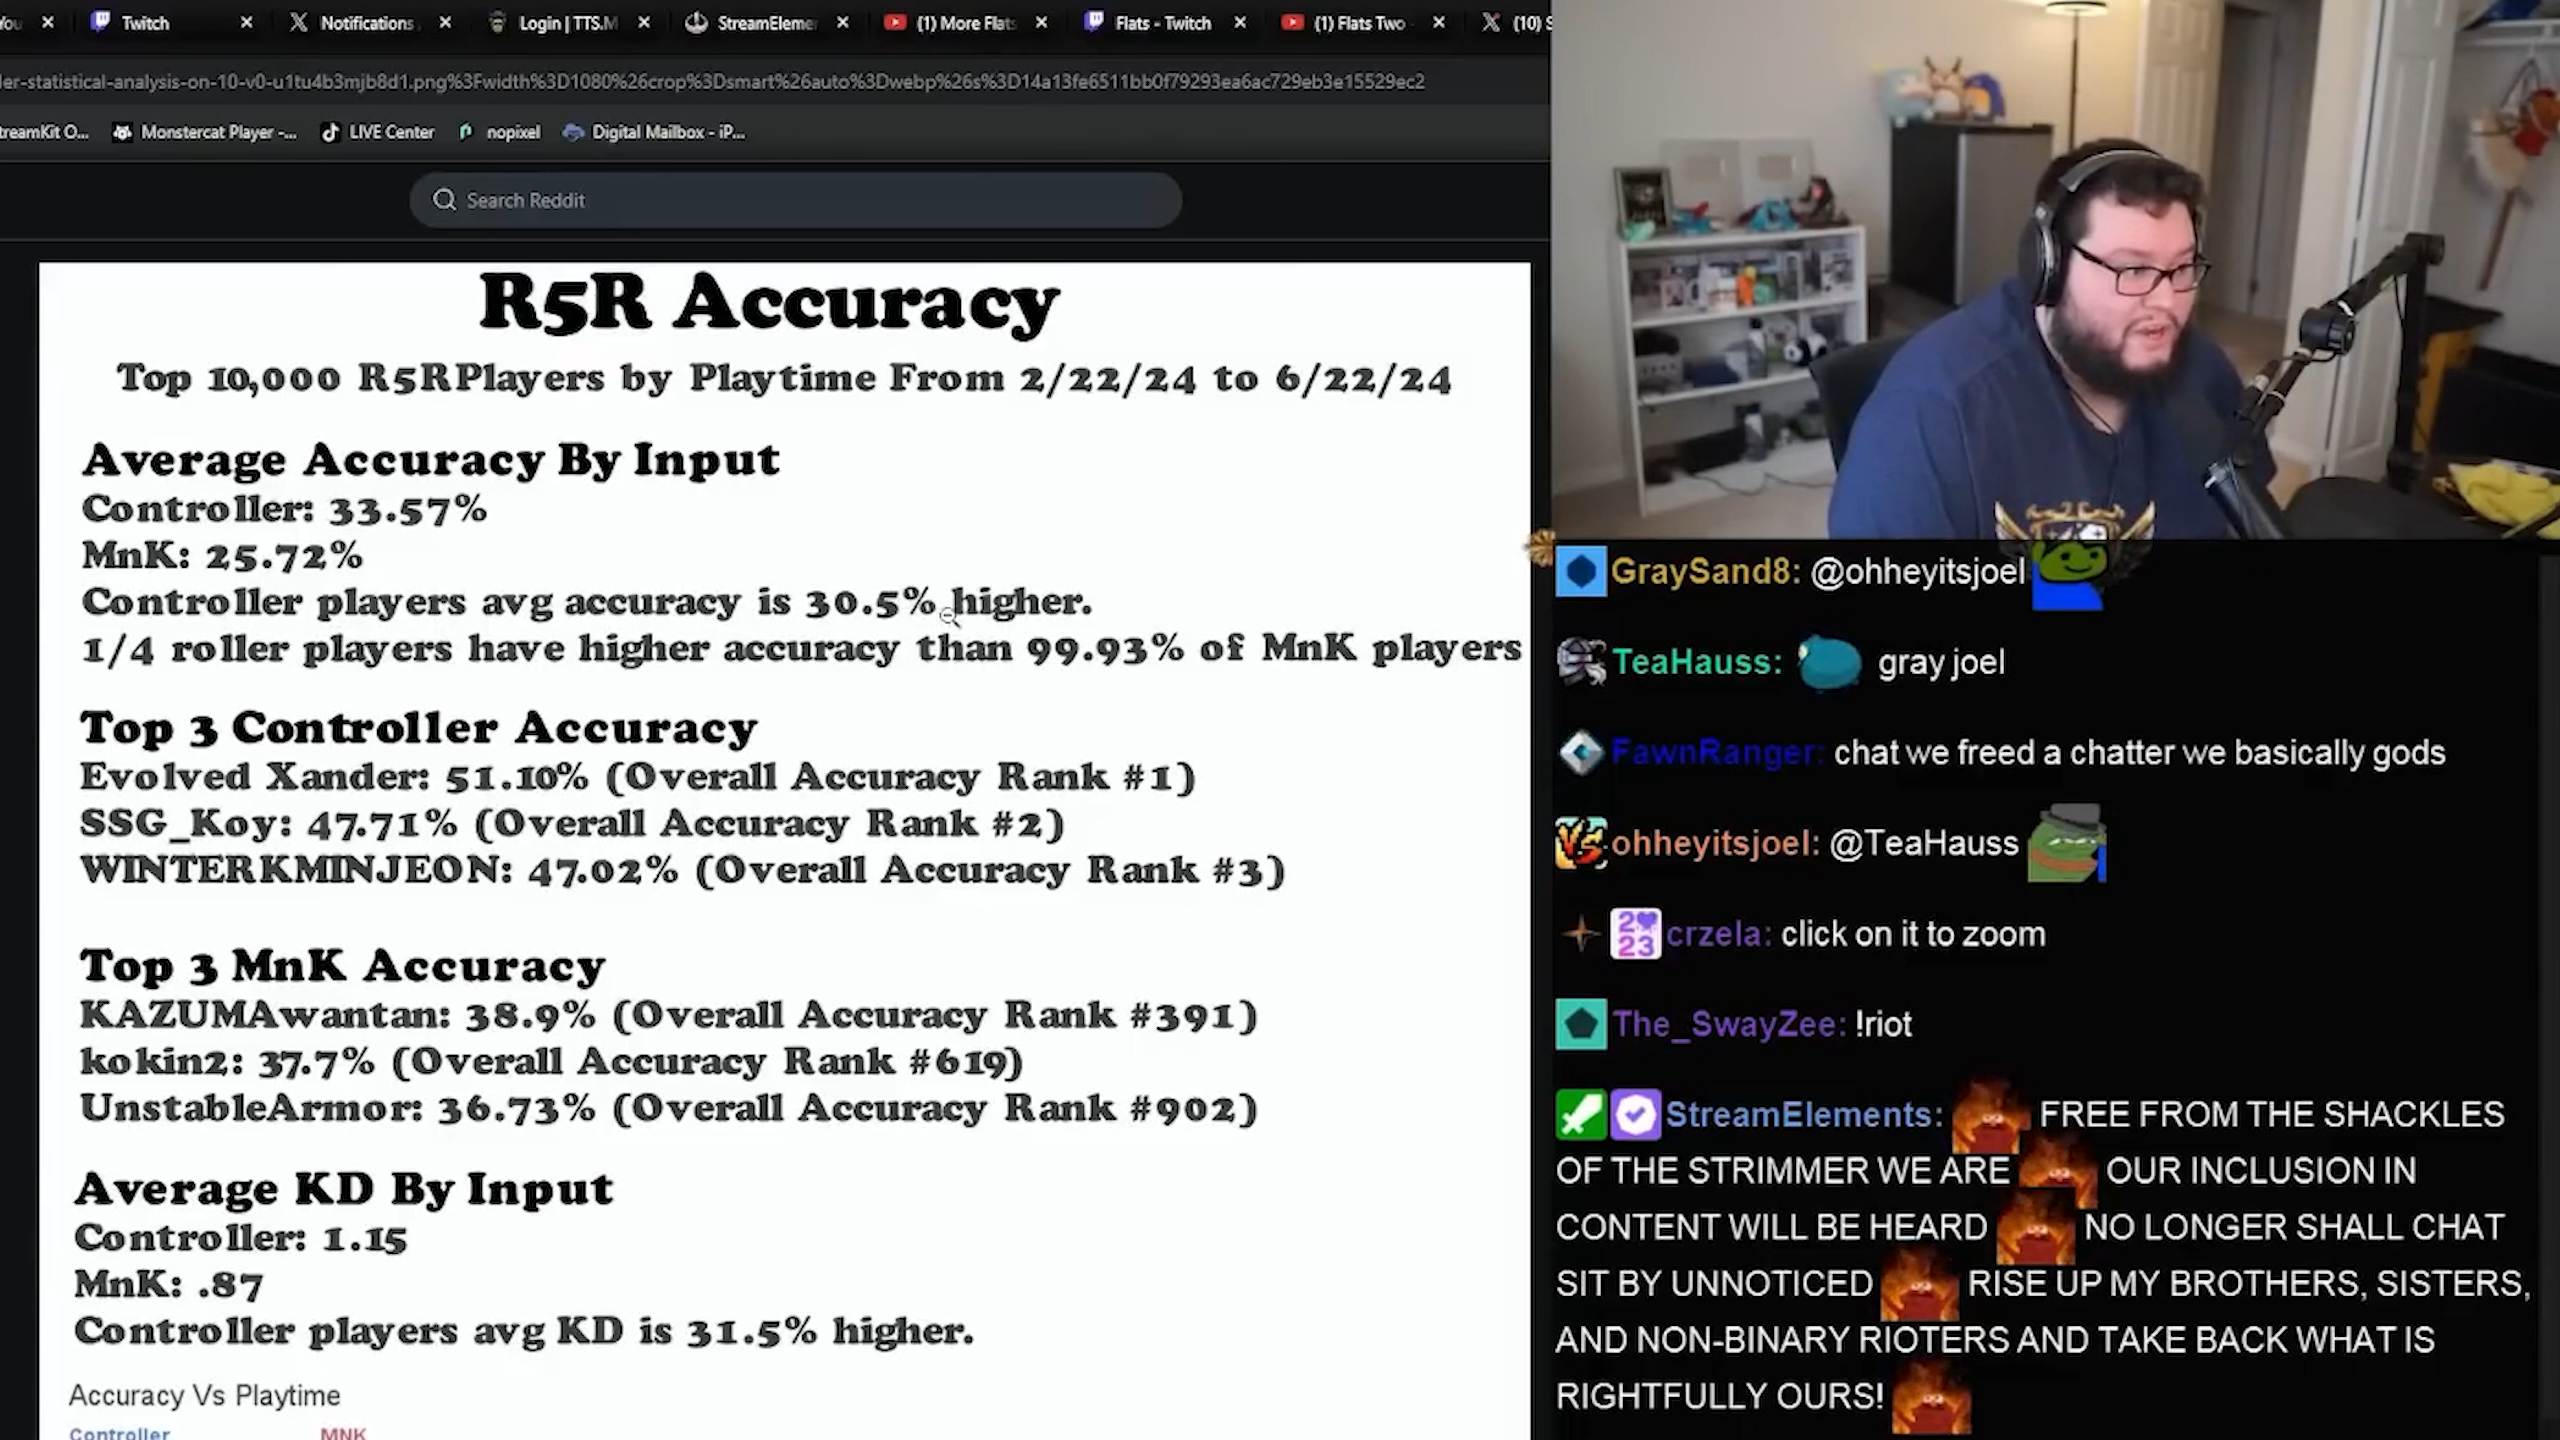 You
Twitch
Notifications
Login | TTS.M
StreamElemen
(1) More Flats
Flats - Twitch
(1) Flats Two
(10) S
ler-statistical-analysis-on-10-v0-u1tu4b3mjb8d1.png%3Fwidth%3D1080%26crop%3Dsmart%26auto%3Dwebp%26s%3D14a13fe6511bb0f79293ea6ac729eb3e15529ec2
treamKit O...
Monstercat Player -...
LIVE Center
nopixel
Digital Mailbox - iP...
Search Reddit
R5R Accuracy
Top 10,000 R5RPlayers by Playtime From 2/22/24 to 6/22/24
Average Accuracy By Input
Controller: 33.57%
MnK: 25.72%
Controller players avg accuracy is 30.5% higher.
1/4 roller players have higher accuracy than 99.93% of MnK players
Top 3 Controller Accuracy
Evolved Xander: 51.10% (Overall Accuracy Rank #1)
SSG_Koy: 47.71% (Overall Accuracy Rank #2)
WINTERKMINJEON: 47.02% (Overall Accuracy Rank #3)
Top 3 MnK Accuracy
KAZUMAwantan: 38.9% (Overall Accuracy Rank #391)
kokin2: 37.7% (Overall Accuracy Rank #619)
UnstableArmor: 36.73% (Overall Accuracy Rank #902)
Average KD By Input
Controller: 1.15
MnK: .87
Controller players avg KD is 31.5% higher.
Accuracy Vs Playtime
Controller MNK
GraySand8: @ohheyitsjoel
TeaHauss: gray joel
FawnRanger: chat we freed a chatter we basically gods
ohheyitsjoel: @TeaHauss
2 23 crzela: click on it to zoom
The_SwayZee: !riot
StreamElements: FREE FROM THE SHACKLES
OF THE STRIMMER WE ARE OUR INCLUSION IN
CONTENT WILL BE HEARD NO LONGER SHALL CHAT
SIT BY UNNOTICED RISE UP MY BROTHERS, SISTERS,
AND NON-BINARY RIOTERS AND TAKE BACK WHAT IS
RIGHTFULLY OURS!